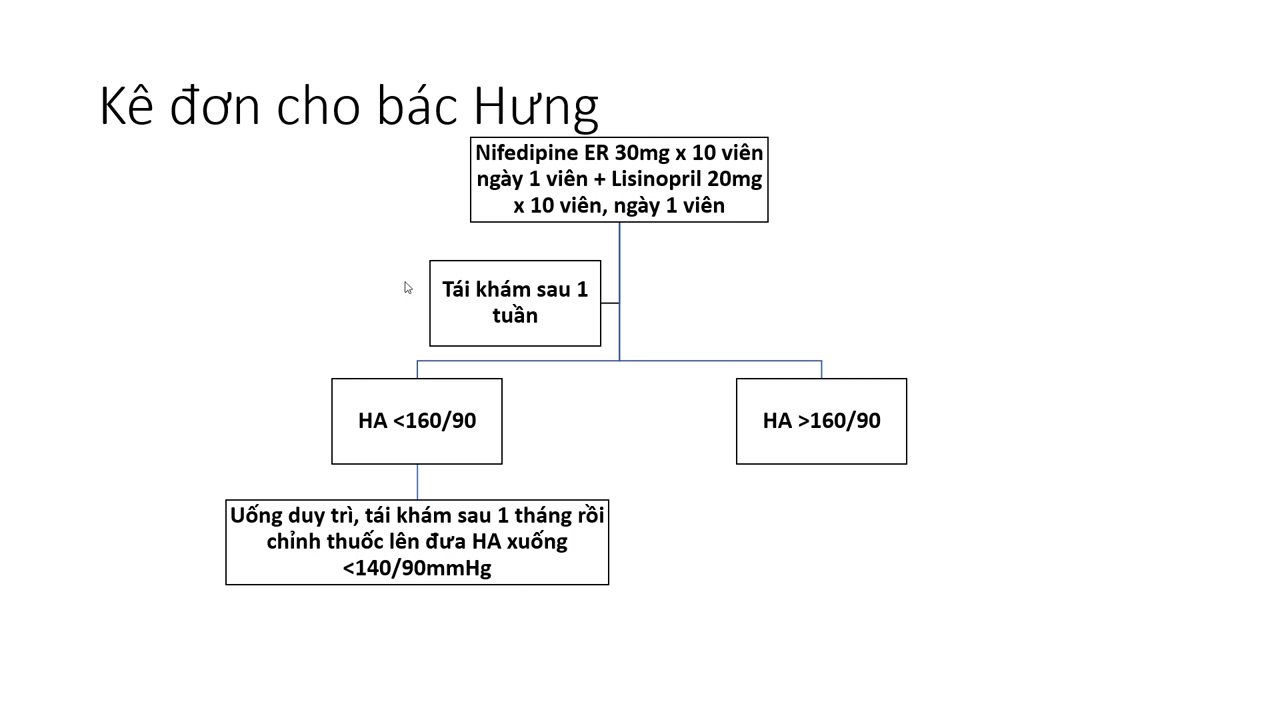 Kê đơn cho bác Hưng
Nifedipine ER 30mg x 10 viên
ngày 1 viên + Lisinopril 20mg
x 10 viên, ngày 1 viên
Tái khám sau 1
tuần
HA <160/90
HA >160/90
Uống duy trì, tái khám sau 1 tháng rồi
chỉnh thuốc lên đưa HA xuống
<140/90mmHg